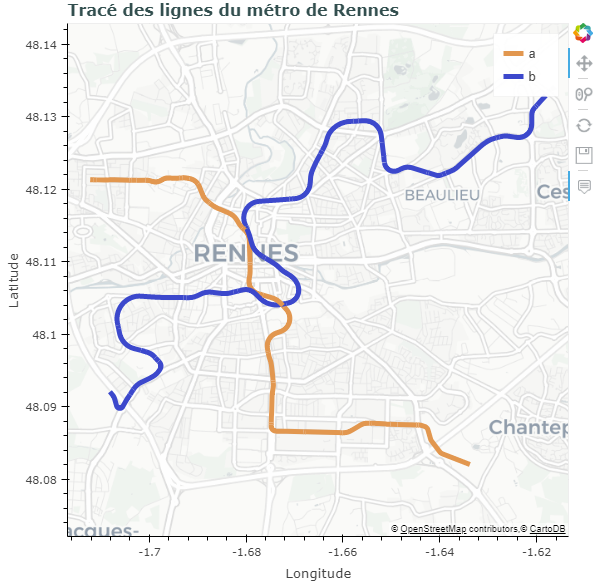 Tracé des lignes du métro de Rennes
a
b
48.14
48.13
48.12
48.11
48.1
48.09
48.08
Latitude
BEAULIEU
Ces
RENNES
Chantep
acques-
© OpenStreetMap contributors,© CartoDB
-1.7
-1.68
-1.66
-1.64
-1.62
Longitude